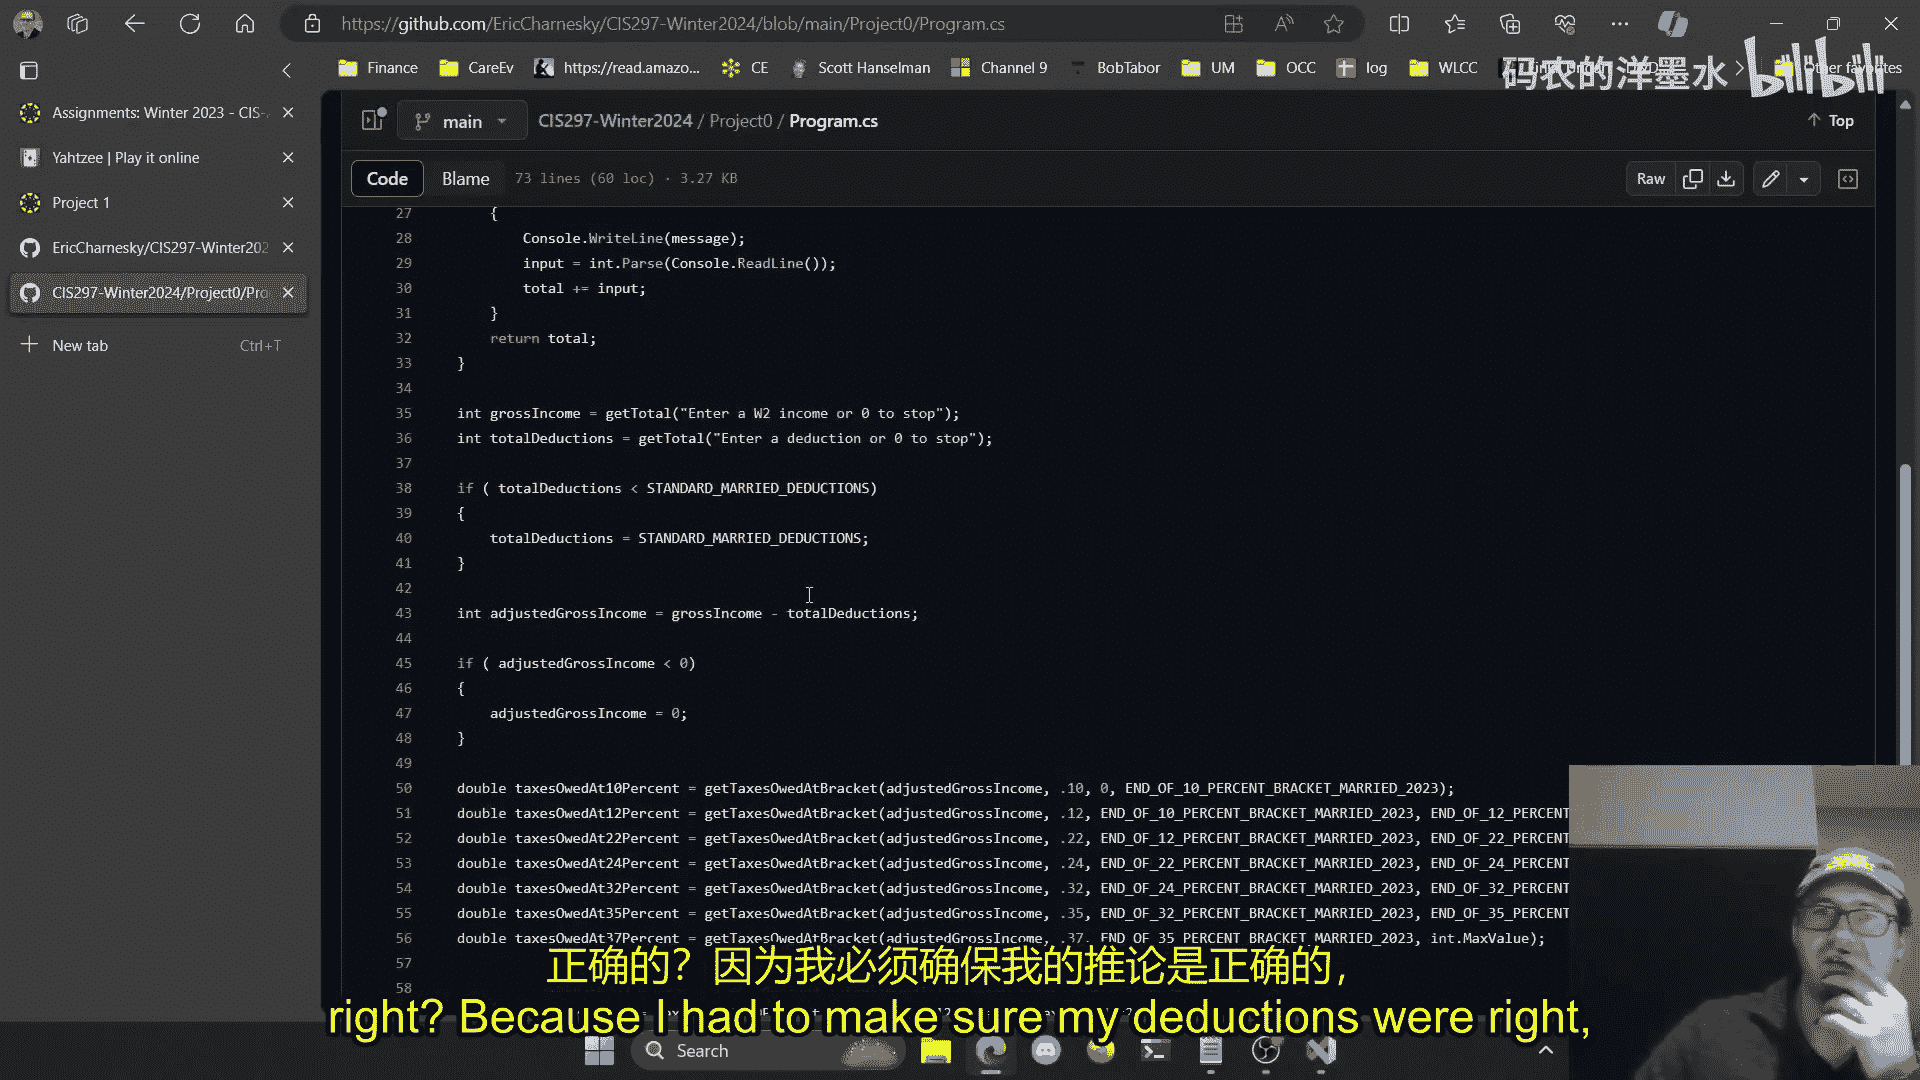 https://github.com/EricCharnesky/CIS297-Winter2024/blob/main/Project0/Program.cs
Finance CareEv https://read.amazo... CE Scott Hanselman Channel 9 BobTabor UM OCC log WLCC Other favorites
码农的洋墨水 bilibili
Assignments: Winter 2023 - CIS-
Yahtzee | Play it online
Project 1
EricCharnesky/CIS297-Winter202
CIS297-Winter2024/Project0/Pro
New tab Ctrl+T
main CIS297-Winter2024 / Project0 / Program.cs Top
Code Blame 73 lines (60 loc) · 3.27 KB Raw
27 {
28 Console.WriteLine(message);
29 input = int.Parse(Console.ReadLine());
30 total += input;
31 }
32 return total;
33 }
34
35 int grossIncome = getTotal("Enter a W2 income or 0 to stop");
36 int totalDeductions = getTotal("Enter a deduction or 0 to stop");
37
38 if ( totalDeductions < STANDARD_MARRIED_DEDUCTIONS)
39 {
40 totalDeductions = STANDARD_MARRIED_DEDUCTIONS;
41 }
42
43 int adjustedGrossIncome = grossIncome - totalDeductions;
44
45 if ( adjustedGrossIncome < 0)
46 {
47 adjustedGrossIncome = 0;
48 }
49
50 double taxesOwedAt10Percent = getTaxesOwedAtBracket(adjustedGrossIncome, .10, 0, END_OF_10_PERCENT_BRACKET_MARRIED_2023);
51 double taxesOwedAt12Percent = getTaxesOwedAtBracket(adjustedGrossIncome, .12, END_OF_10_PERCENT_BRACKET_MARRIED_2023, END_OF_12_PERCENT
52 double taxesOwedAt22Percent = getTaxesOwedAtBracket(adjustedGrossIncome, .22, END_OF_12_PERCENT_BRACKET_MARRIED_2023, END_OF_22_PERCENT
53 double taxesOwedAt24Percent = getTaxesOwedAtBracket(adjustedGrossIncome, .24, END_OF_22_PERCENT_BRACKET_MARRIED_2023, END_OF_24_PERCENT
54 double taxesOwedAt32Percent = getTaxesOwedAtBracket(adjustedGrossIncome, .32, END_OF_24_PERCENT_BRACKET_MARRIED_2023, END_OF_32_PERCENT
55 double taxesOwedAt35Percent = getTaxesOwedAtBracket(adjustedGrossIncome, .35, END_OF_32_PERCENT_BRACKET_MARRIED_2023, END_OF_35_PERCENT
56 double taxesOwedAt37Percent = getTaxesOwedAtBracket(adjustedGrossIncome, .37, END_OF_35_PERCENT_BRACKET_MARRIED_2023, int.MaxValue);
57
58
正确的？因为我必须确保我的推论是正确的，
right? Because I had to make sure my deductions were right,
Search